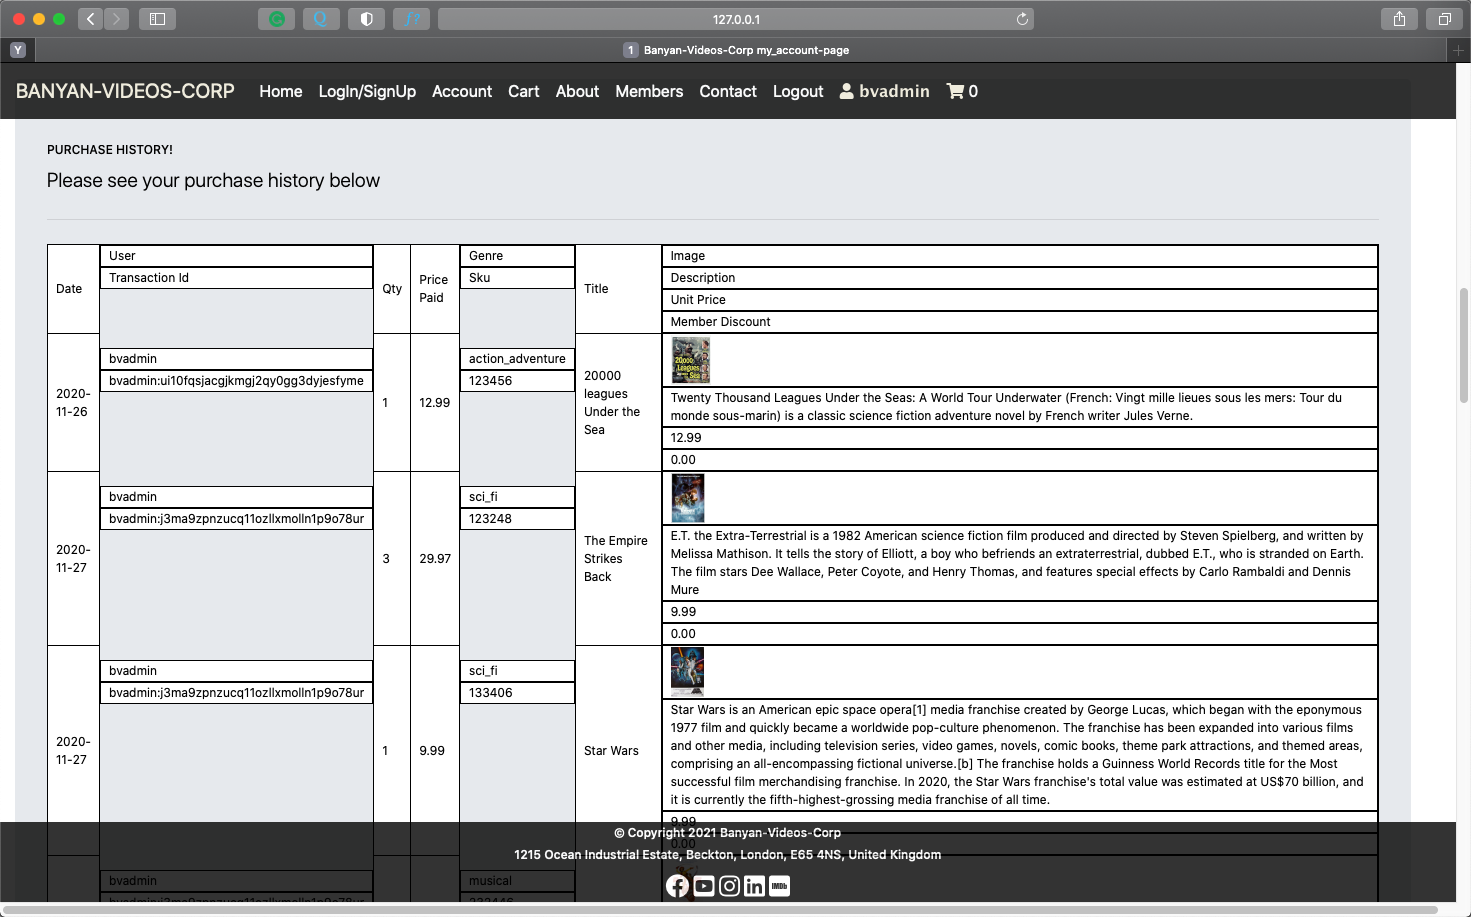 127.0.0.1
Y
1 Banyan-Videos-Corp my_account-page
BANYAN-VIDEOS-CORP Home LogIn/SignUp Account Cart About Members Contact Logout bvadmin 0
PURCHASE HISTORY!
Please see your purchase history below
Date
User
Transaction Id
Qty
Price
Paid
Genre
Sku
Title
Image
Description
Unit Price
Member Discount
2020-
11-26
bvadmin
bvadmin:ui10fqsjacgjkmgj2qy0gg3dyjesfyme
1
12.99
action_adventure
123456
20000
leagues
Under the
Sea
20,000
Leagues
Sea
Twenty Thousand Leagues Under the Seas: A World Tour Underwater (French: Vingt mille lieues sous les mers: Tour du
monde sous-marin) is a classic science fiction adventure novel by French writer Jules Verne.
12.99
0.00
2020-
11-27
bvadmin
bvadmin:j3ma9zpnzucq11ozllxmolln1p9o78ur
3
29.97
sci_fi
123248
The Empire
Strikes
Back
E.T. the Extra-Terrestrial is a 1982 American science fiction film produced and directed by Steven Spielberg, and written by
Melissa Mathison. It tells the story of Elliott, a boy who befriends an extraterrestrial, dubbed E.T., who is stranded on Earth.
The film stars Dee Wallace, Peter Coyote, and Henry Thomas, and features special effects by Carlo Rambaldi and Dennis
Mure
9.99
0.00
2020-
11-27
bvadmin
bvadmin:j3ma9zpnzucq11ozllxmolln1p9o78ur
1
9.99
sci_fi
133406
Star Wars
Star Wars is an American epic space opera[1] media franchise created by George Lucas, which began with the eponymous
1977 film and quickly became a worldwide pop-culture phenomenon. The franchise has been expanded into various films
and other media, including television series, video games, novels, comic books, theme park attractions, and themed areas,
comprising an all-encompassing fictional universe.[b] The franchise holds a Guinness World Records title for the Most
successful film merchandising franchise. In 2020, the Star Wars franchise's total value was estimated at US$70 billion, and
it is currently the fifth-highest-grossing media franchise of all time.
9.99
0.00
bvadmin
musical
© Copyright 2021 Banyan-Videos-Corp
1215 Ocean Industrial Estate, Beckton, London, E65 4NS, United Kingdom
IMDb